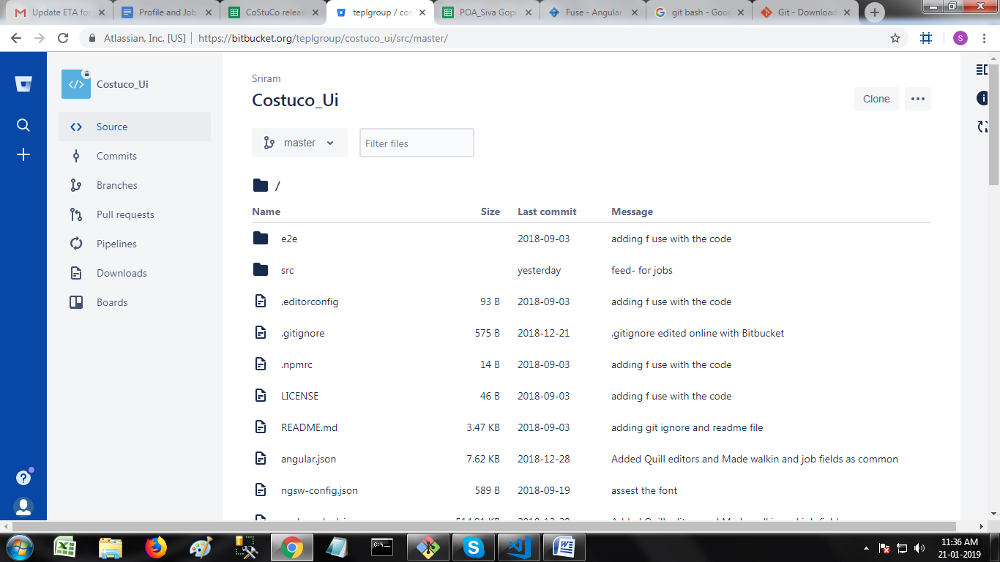 Update ETA for
Profile and Job
CoStuCo releas
teplgroup / cos
POA_Siva Gopi
Fuse - Angular
git bash - Goog
Git - Download
Atlassian, Inc. [US]
https://bitbucket.org/teplgroup/costuco_ui/src/master/
S
Costuco_Ui
Source
Commits
Branches
Pull requests
Pipelines
Downloads
Boards
Sriram
Costuco_Ui
Clone
master
Filter files
/
Name Size Last commit Message
e2e 2018-09-03 adding f use with the code
src yesterday feed- for jobs
.editorconfig 93 B 2018-09-03 adding f use with the code
.gitignore 575 B 2018-12-21 .gitignore edited online with Bitbucket
.npmrc 14 B 2018-09-03 adding f use with the code
LICENSE 46 B 2018-09-03 adding f use with the code
README.md 3.47 KB 2018-09-03 adding git ignore and readme file
angular.json 7.62 KB 2018-12-28 Added Quill editors and Made walkin and job fields as common
ngsw-config.json 589 B 2018-09-19 assest the font
11:36 AM
21-01-2019